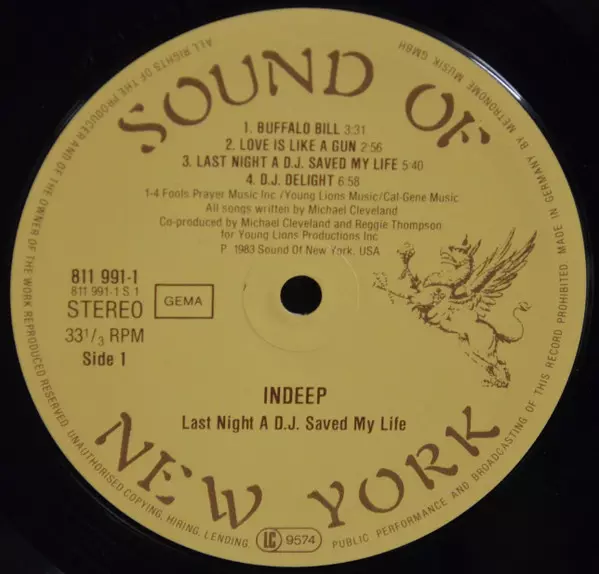 SOUND OF
1. BUFFALO BILL 3:31
2. LOVE IS LIKE A GUN 2:56
3. LAST NIGHT A D.J. SAVED MY LIFE 5:40
4. D.J. DELIGHT 6:58
1-4 Fools Prayer Music Inc /Young Lions Music/Cal-Gene Music
All songs written by Michael Cleveland
Co-produced by Michael Cleveland and Reggie Thompson
for Young Lions Productions Inc
P. 1983 Sound Of New York, USA
811 991-1
811 991-1 S 1
STEREO
GEMA
33 1/3 RPM
Side 1
INDEEP
Last Night A D.J. Saved My Life
NEW YORK
ALL RIGHTS OF THE PRODUCER AND OF THE OWNER OF THE WORK REPRODUCED RESERVED. UNAUTHORISED COPYING, HIRING, LENDING,
LC 9574
PUBLIC PERFORMANCE AND BROADCASTING OF THIS RECORD PROHIBITED. MADE IN GERMANY BY METRONOME MUSIK GMBH